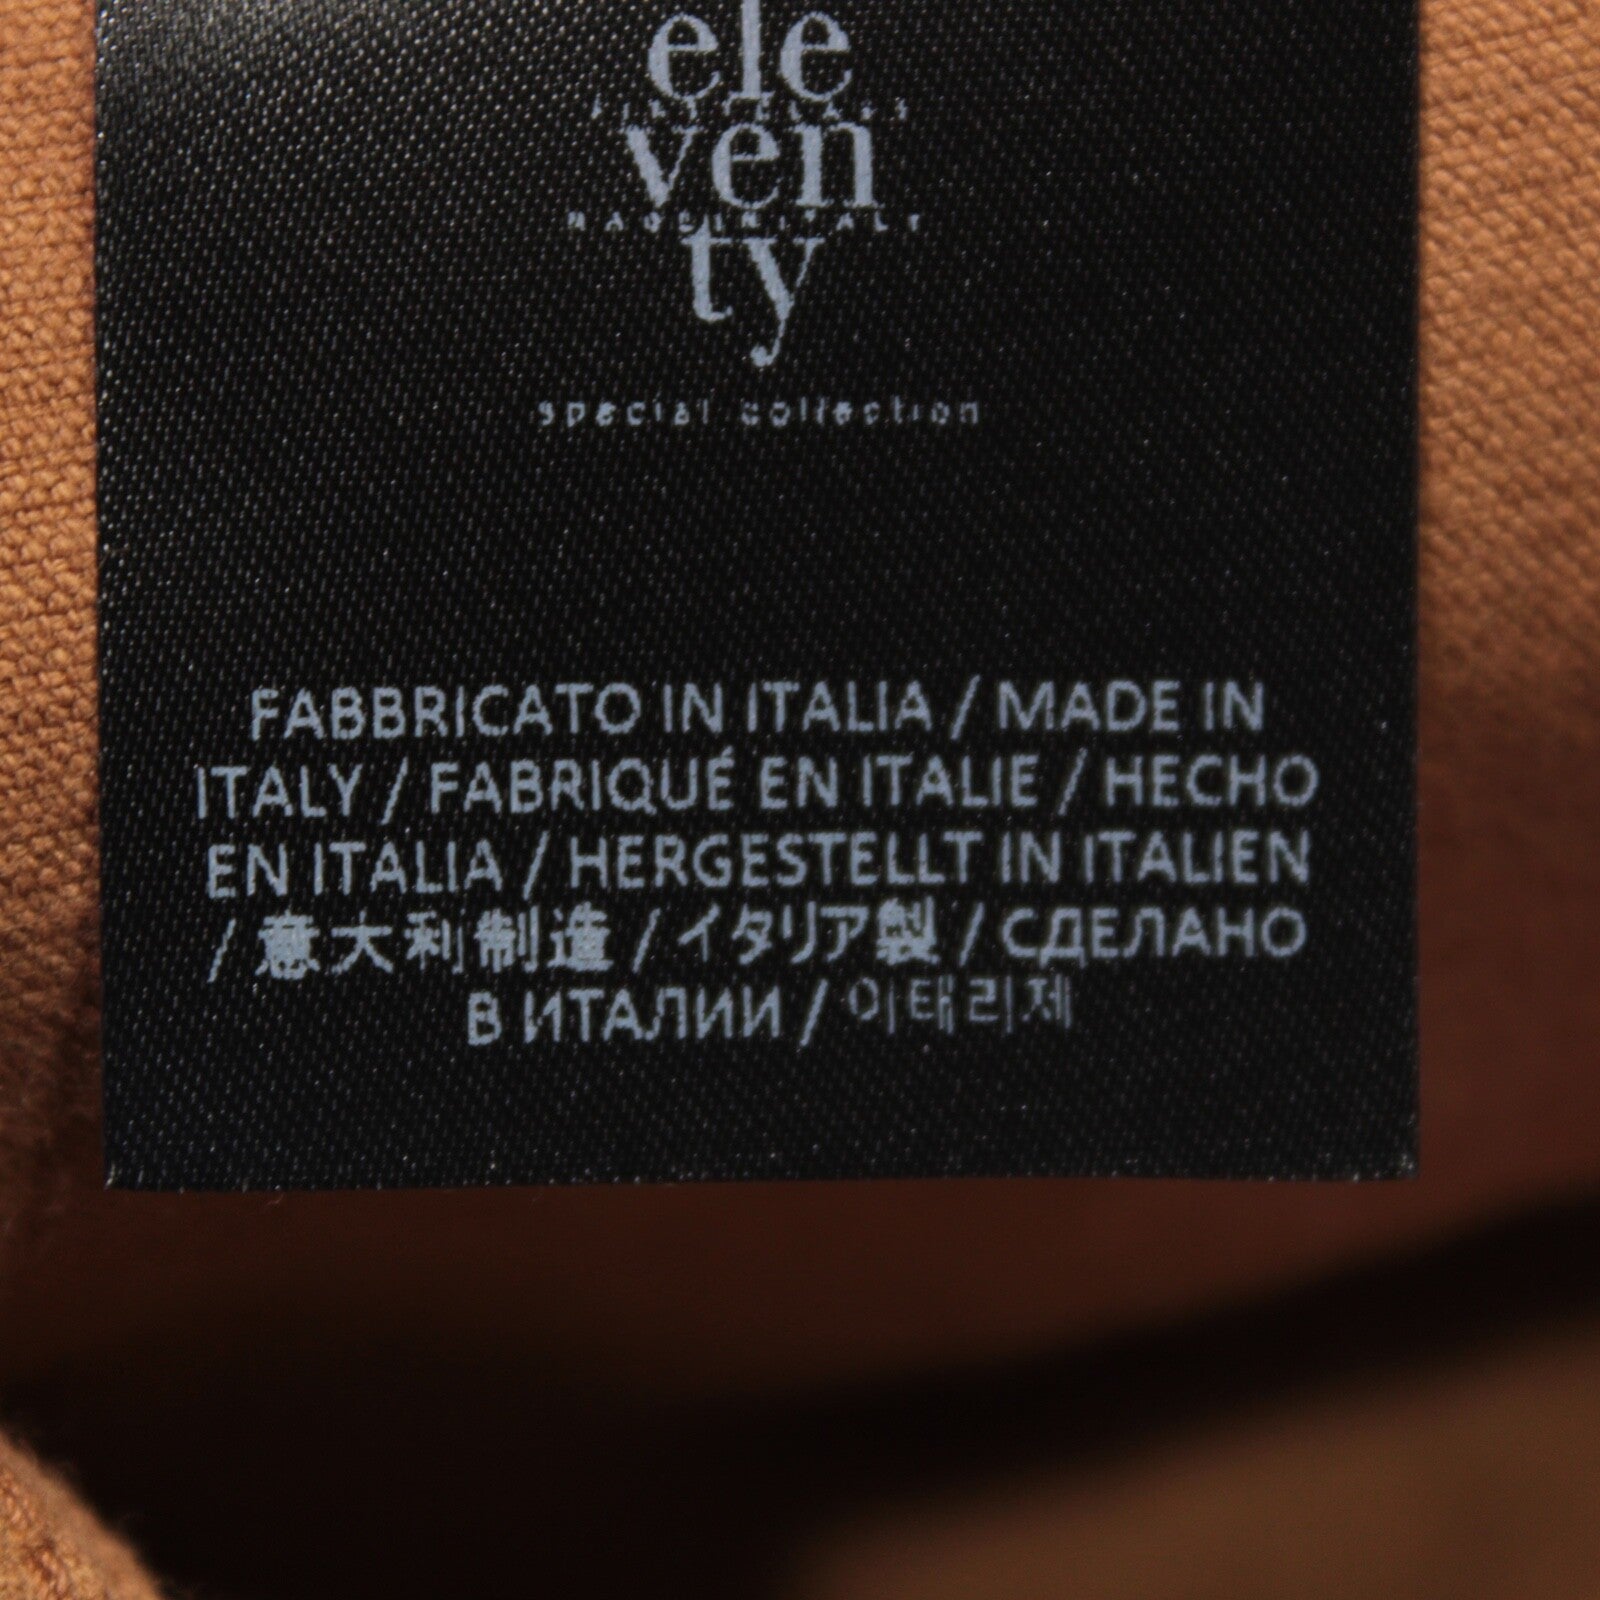 ele
ven
ty
special collection
FABBRICATO IN ITALIA / MADE IN
ITALY / FABRIQUÉ EN ITALIE / HECHO
EN ITALIA / HERGESTELLT IN ITALIEN
/ 意大利制造 / イタリア製 / СДЕЛАНО
В ИТАЛИИ / 이태리제